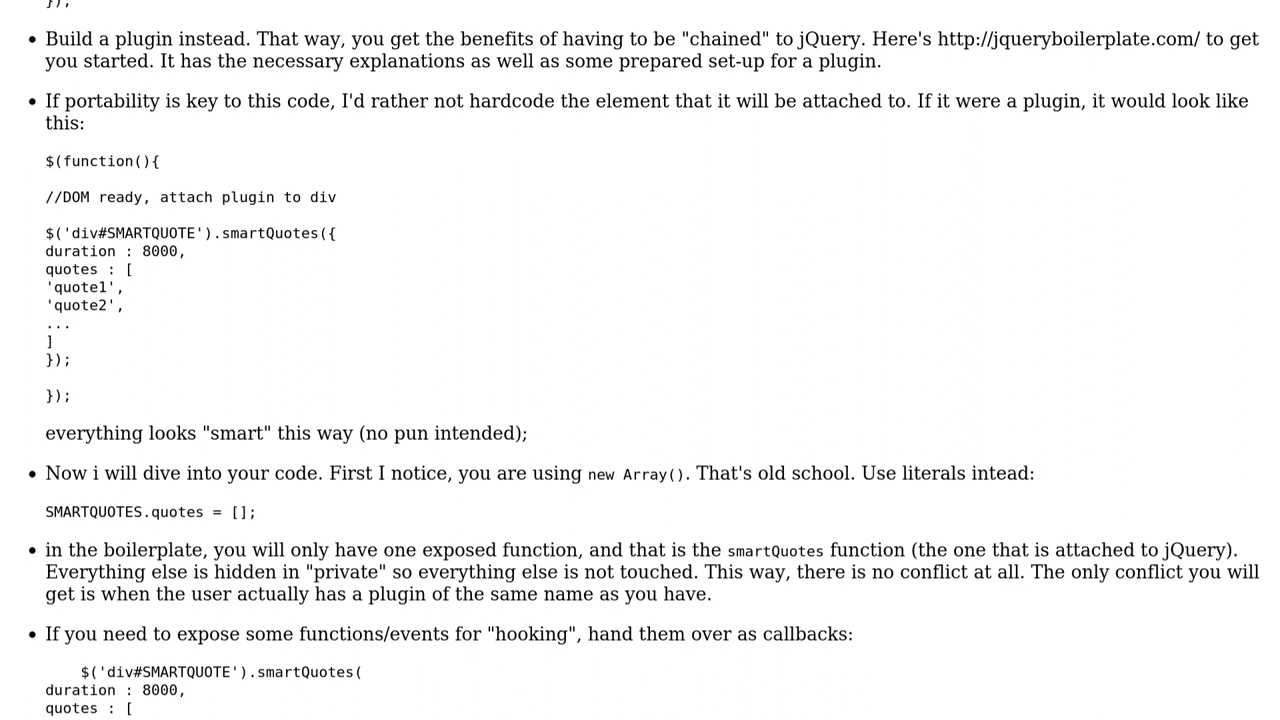 });
• Build a plugin instead. That way, you get the benefits of having to be "chained" to jQuery. Here's http://jqueryboilerplate.com/ to get
you started. It has the necessary explanations as well as some prepared set-up for a plugin.
• If portability is key to this code, I'd rather not hardcode the element that it will be attached to. If it were a plugin, it would look like
this:
$(function(){
//DOM ready, attach plugin to div
$('div#SMARTQUOTE').smartQuotes({
duration : 8000,
quotes : [
'quote1',
'quote2',
...
]
});
});
everything looks "smart" this way (no pun intended);
• Now i will dive into your code. First I notice, you are using new Array(). That's old school. Use literals intead:
SMARTQUOTES.quotes = [];
• in the boilerplate, you will only have one exposed function, and that is the smartQuotes function (the one that is attached to jQuery).
Everything else is hidden in "private" so everything else is not touched. This way, there is no conflict at all. The only conflict you will
get is when the user actually has a plugin of the same name as you have.
• If you need to expose some functions/events for "hooking", hand them over as callbacks:
$('div#SMARTQUOTE').smartQuotes(
duration : 8000,
quotes : [